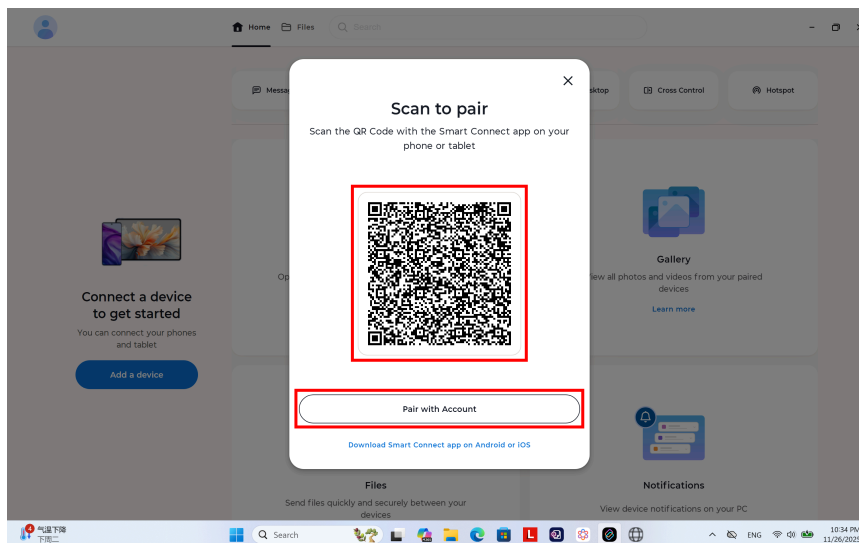 Home
Files
Search
Messa
sktop
Cross Control
Hotspot
Scan to pair
Scan the QR Code with the Smart Connect app on your
phone or tablet
Connect a device
to get started
You can connect your phones
and tablet
Add a device
Op
Gallery
iew all photos and videos from your paired
devices
Learn more
Pair with Account
Download Smart Connect app on Android or iOS
Files
Send files quickly and securely between your
devices
Notifications
View device notifications on your PC
4
气温下降
下周二
Search
L
ENG
10:34 PM